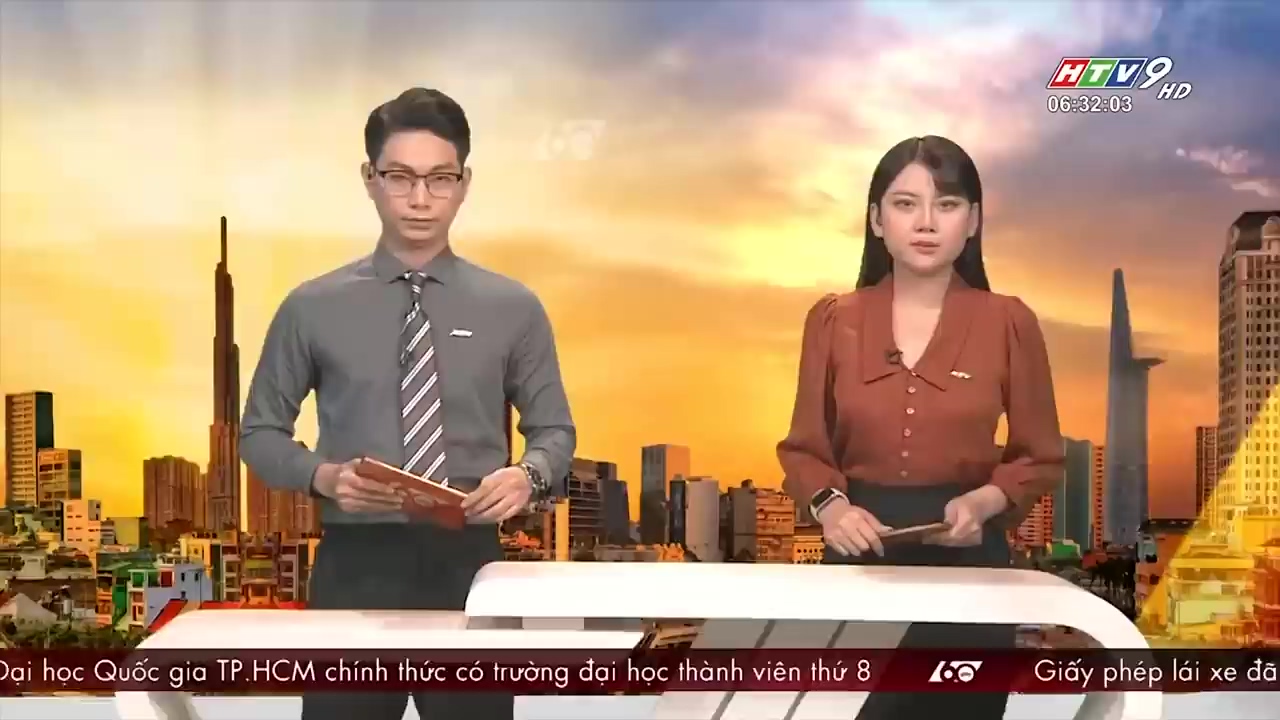 HTV9 HD
06:32:03
Đại học Quốc gia TP.HCM chính thức có trường đại học thành viên thứ 8 60 Giấy phép lái xe đã